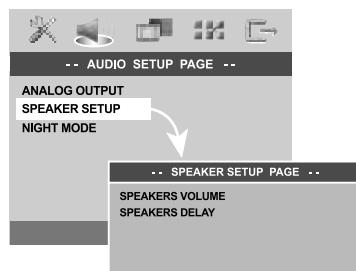 -- AUDIO SETUP PAGE --
ANALOG OUTPUT
SPEAKER SETUP
NIGHT MODE
-- SPEAKER SETUP PAGE --
SPEAKERS VOLUME
SPEAKERS DELAY